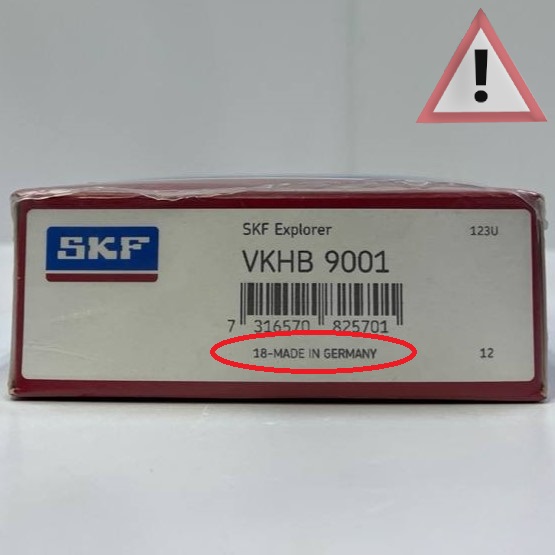 SKF
SKF Explorer
123U
VKHB 9001
7 316570 825701
18-MADE IN GERMANY
12
!